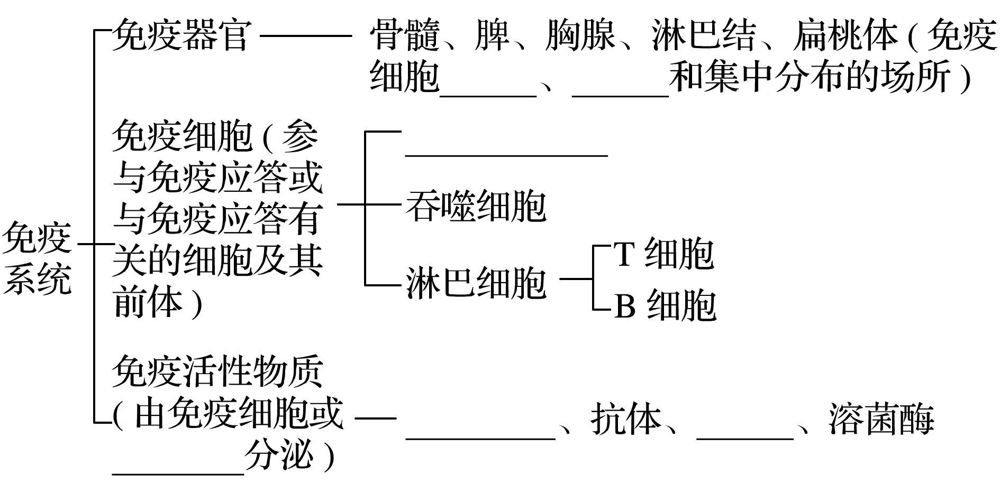 免疫器官
骨髓、脾、胸腺、淋巴结、扁桃体(免疫
细胞______、______和集中分布的场所)
免疫细胞(参
与免疫应答或
与免疫应答有
关的细胞及其
前体)
____________
吞噬细胞
淋巴细胞
T 细胞
B 细胞
免疫
系统
免疫活性物质
(由免疫细胞或
________分泌)
_________、抗体、______、溶菌酶